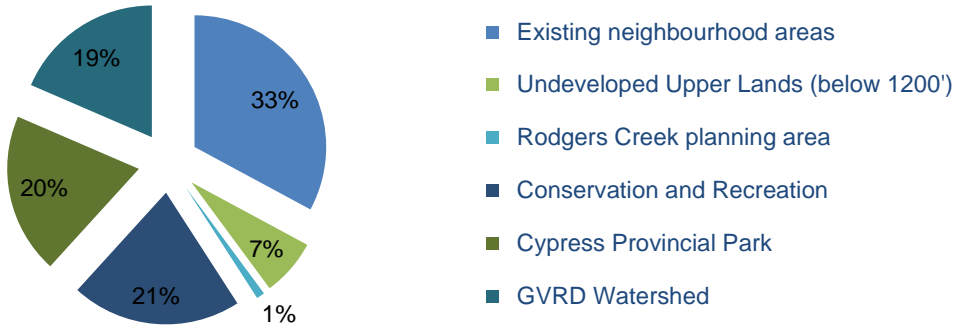 19%
33%
20%
7%
21%
1%
Existing neighbourhood areas
Undeveloped Upper Lands (below 1200')
Rodgers Creek planning area
Conservation and Recreation
Cypress Provincial Park
GVRD Watershed